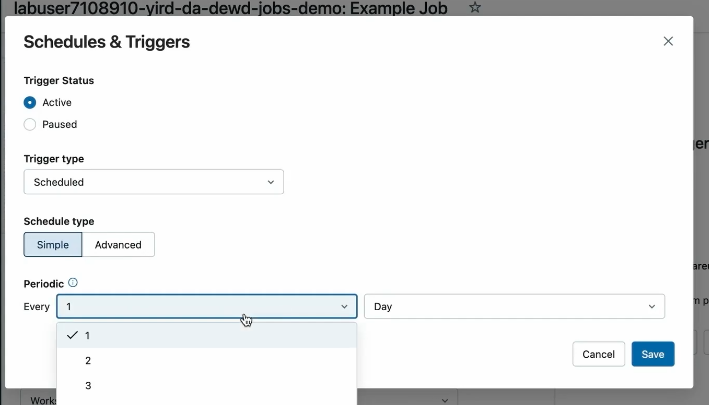 labuser7108910-yird-da-dewd-jobs-demo: Example Job
Schedules & Triggers
Trigger Status
Active
Paused
Trigger type
Scheduled
Schedule type
Simple Advanced
Periodic
Every 1 Day
1
2
3
Cancel Save